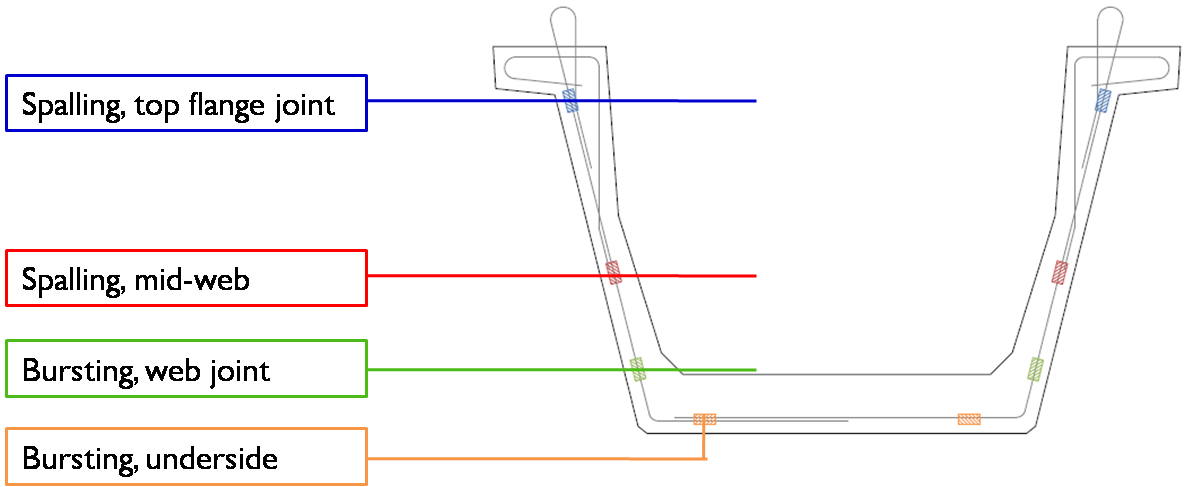 Spalling, top flange joint
Spalling, mid-web
Bursting, web joint
Bursting, underside